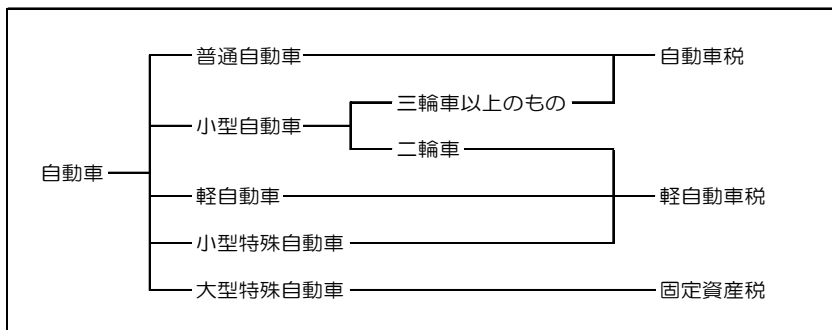 普通自動車 自動車税
三輪車以上のもの
小型自動車
二輪車
自動車
軽自動車 軽自動車税
小型特殊自動車
大型特殊自動車 固定資産税